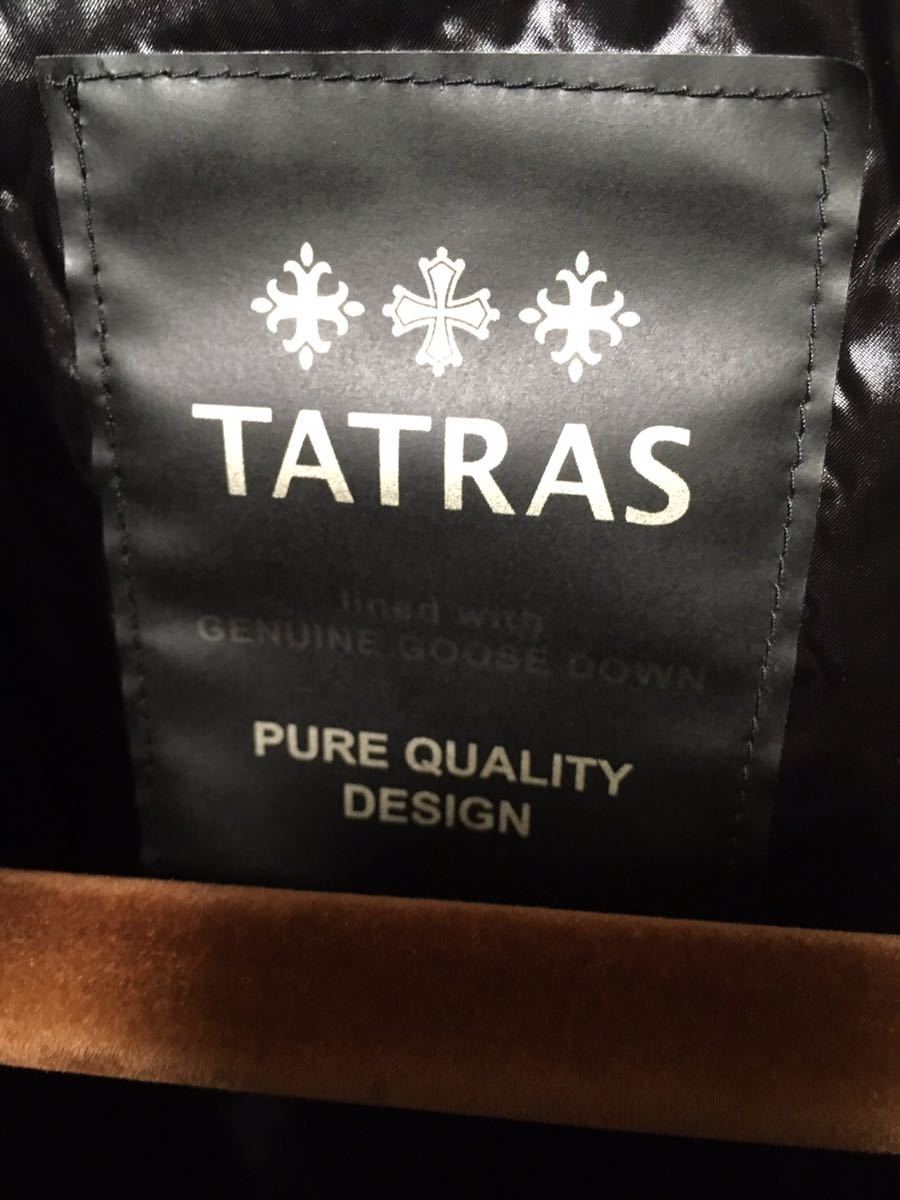 TATRAS
lined with
GENUINE GOOSE DOWN
PURE QUALITY
DESIGN